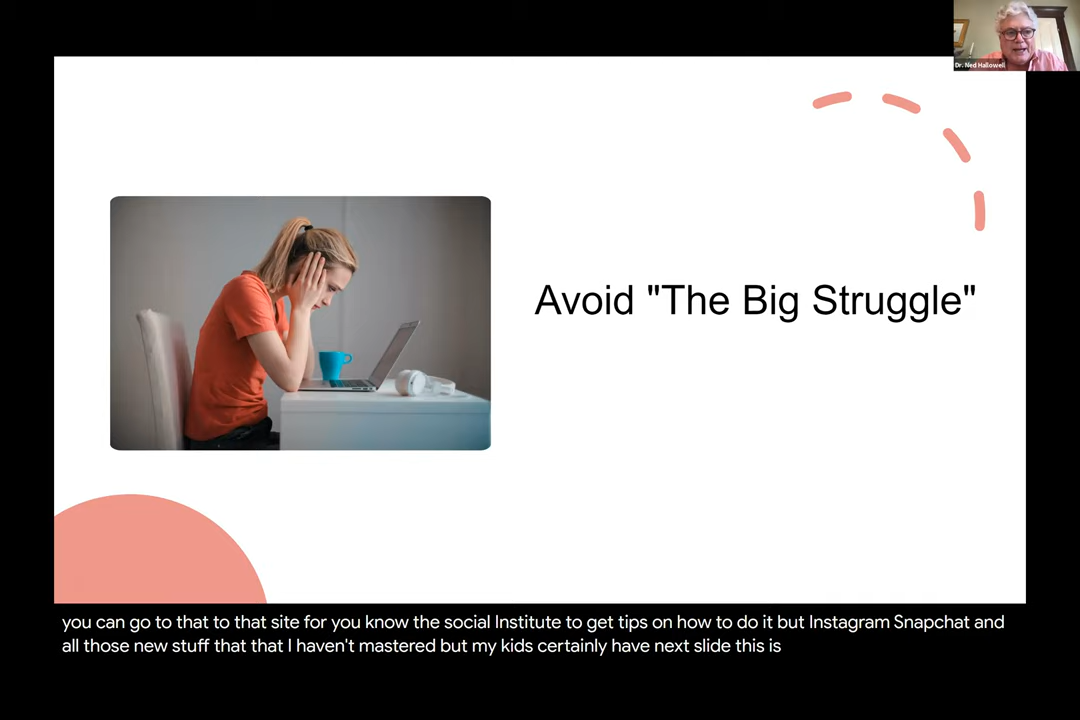 Dr. Ned Hallowell
Avoid "The Big Struggle"
you can go to that to that site for you know the social Institute to get tips on how to do it but Instagram Snapchat and
all those new stuff that that I haven't mastered but my kids certainly have next slide this is